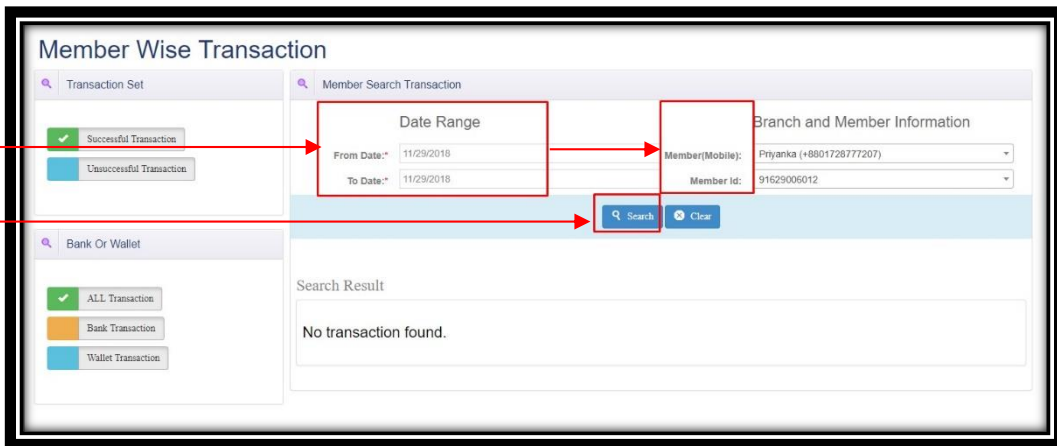 Member Wise Transaction
Transaction Set
Successful Transaction
Unsuccessful Transaction
Bank Or Wallet
ALL Transaction
Bank Transaction
Wallet Transaction
Member Search Transaction
Date Range
From Date:* 11/29/2018
To Date:* 11/29/2018
Branch and Member Information
Member(Mobile): Priyanka (+8801728777207)
Member Id: 91629006012
Search Clear
Search Result
No transaction found.